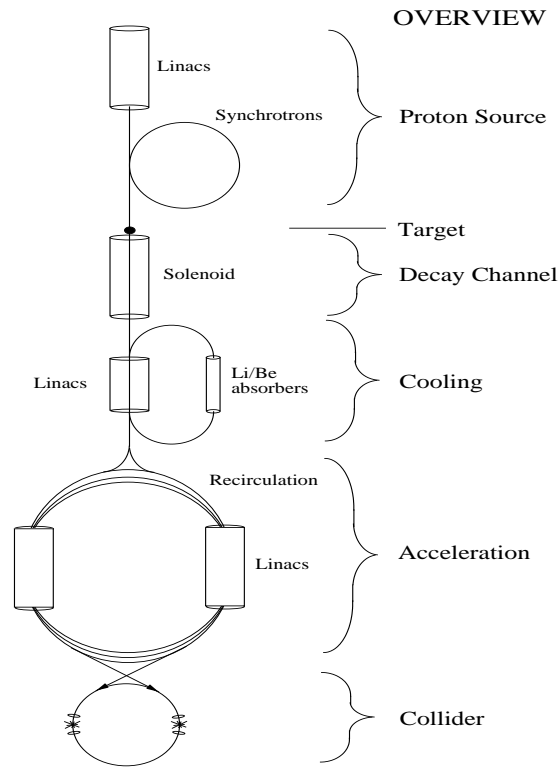 OVERVIEW
Linacs
Synchrotrons
Proton Source
Target
Solenoid
Decay Channel
Linacs
Li/Be
absorbers
Cooling
Recirculation
Linacs
Acceleration
Collider